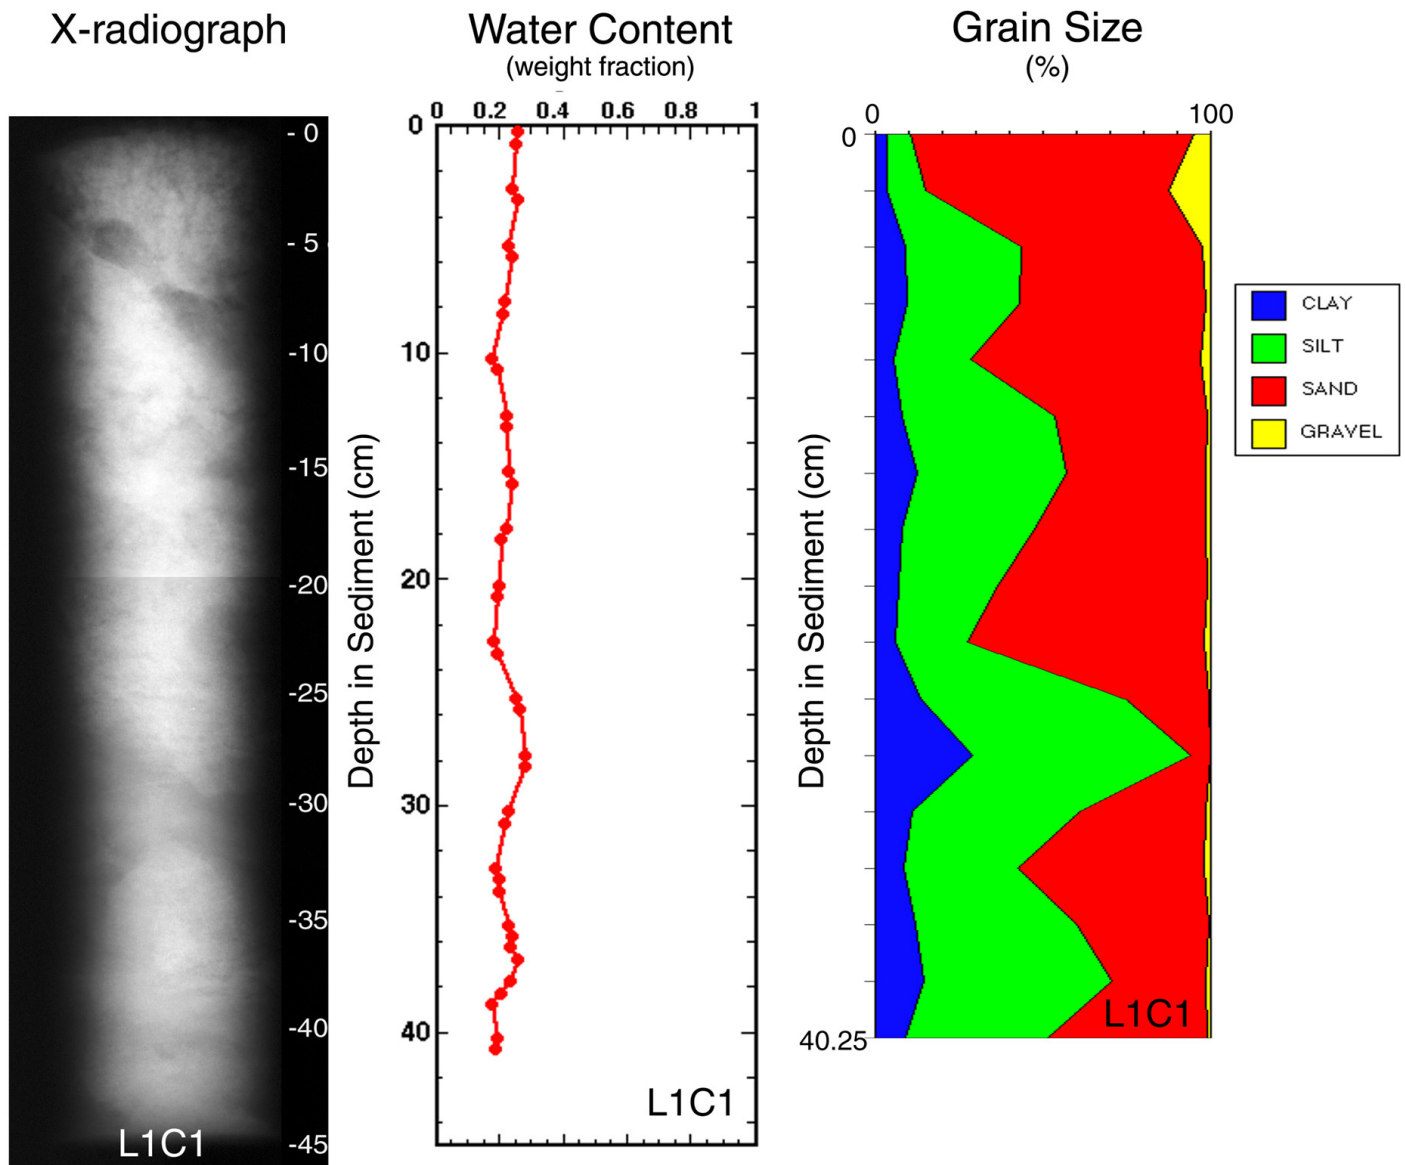 X-radiograph
- 0
- 5
-10
-15
-20
-25
-30
-35
-40
-45
L1C1
Water Content
(weight fraction)
0 0.2 0.4 0.6 0.8 1
0
10
20
30
40
Depth in Sediment (cm)
L1C1
Grain Size
(%)
0 100
0
40.25
Depth in Sediment (cm)
L1C1
CLAY
SILT
SAND
GRAVEL